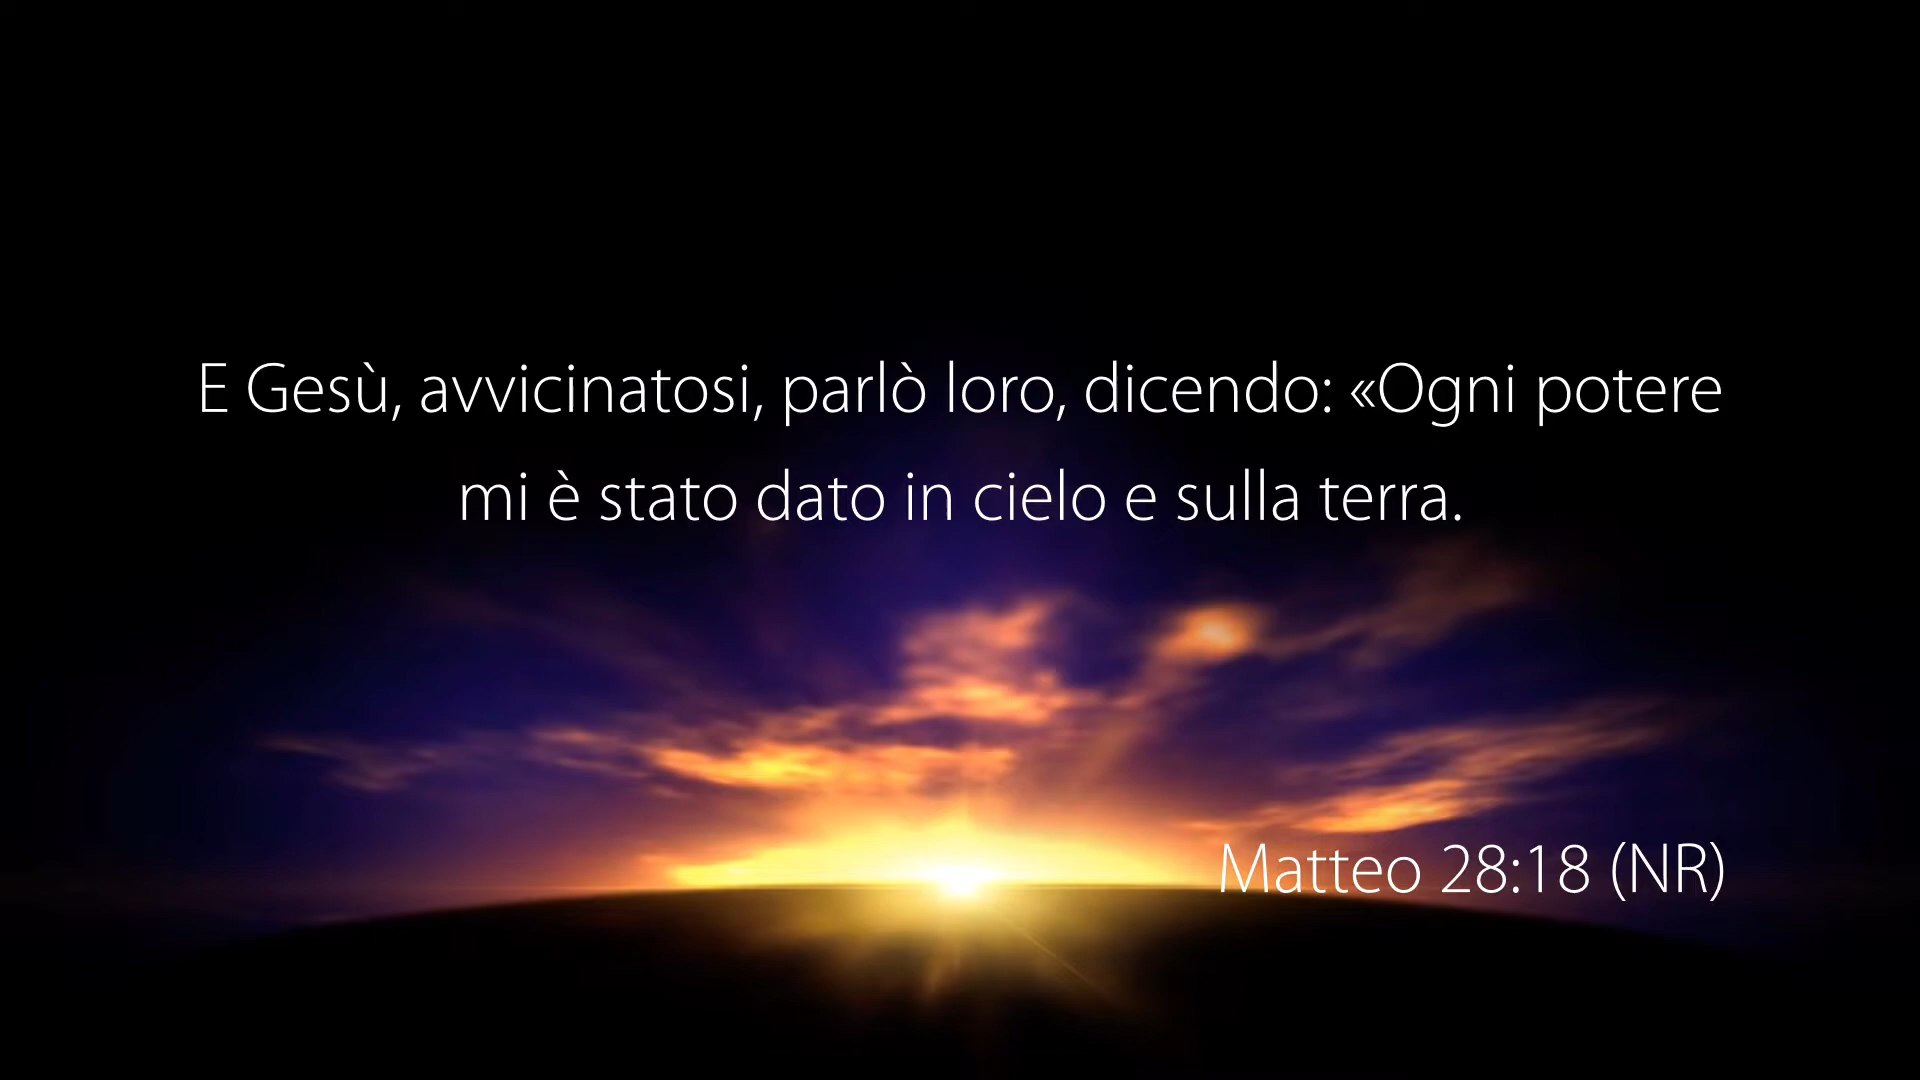 E Gesù, avvicinatosi, parlò loro, dicendo: «Ogni potere
mi è stato dato in cielo e sulla terra.
Matteo 28:18 (NR)